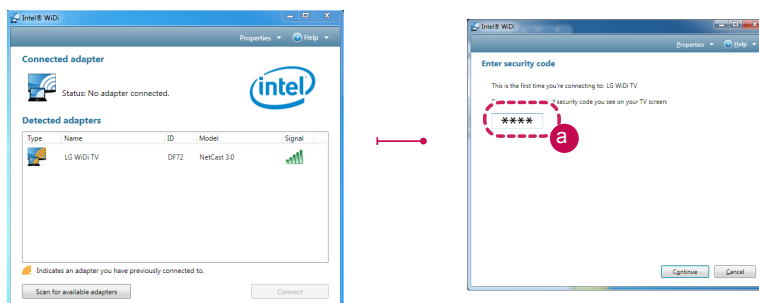 Intel® WiDi
Properties Help
Connected adapter
Status: No adapter connected.
intel
Detected adapters
Type Name ID Model Signal
LG WiDi TV DF72 NetCast 3.0
Indicates an adapter you have previously connected to.
Scan for available adapters Connect
Intel® WiDi
Properties Help
Enter security code
This is the first time you're connecting to: LG WiDi TV
security code you see on your TV screen:
****
a
Continue Cancel